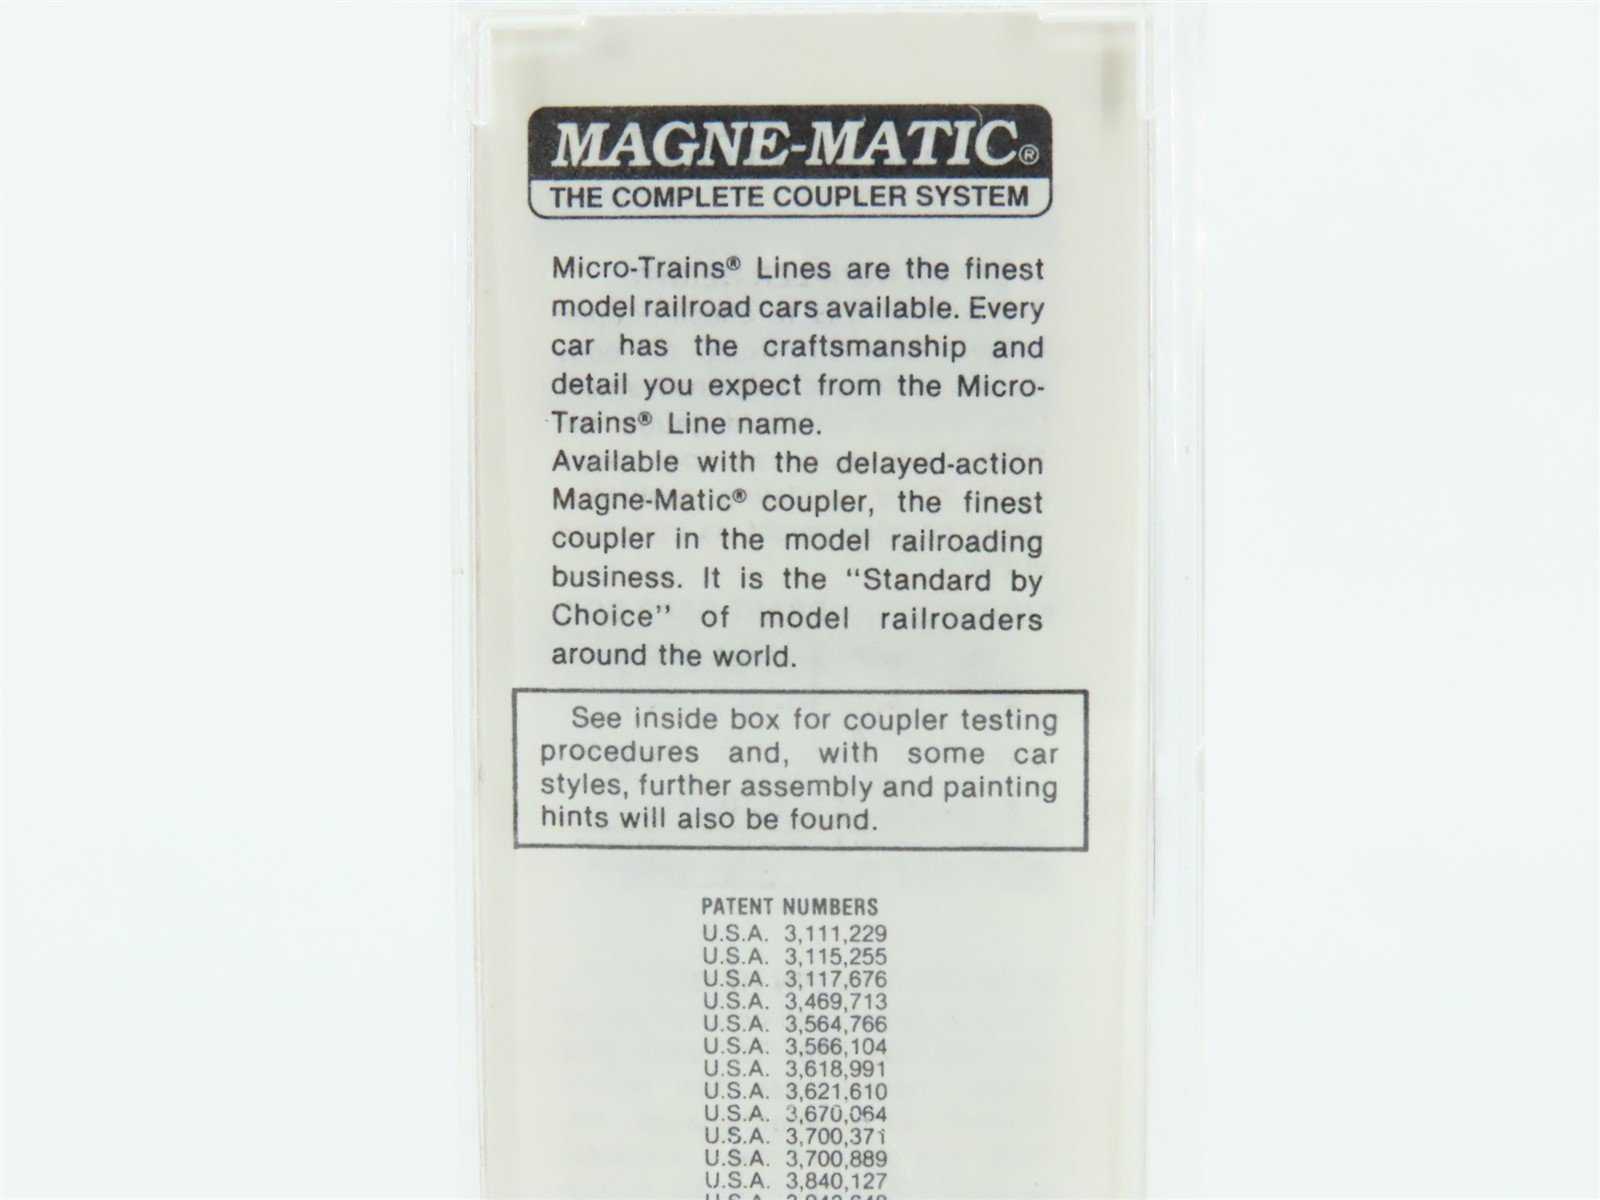 MAGNE-MATIC®
THE COMPLETE COUPLER SYSTEM
Micro-Trains® Lines are the finest
model railroad cars available. Every
car has the craftsmanship and
detail you expect from the Micro-
Trains® Line name.
Available with the delayed-action
Magne-Matic® coupler, the finest
coupler in the model railroading
business. It is the “Standard by
Choice” of model railroaders
around the world.
See inside box for coupler testing
procedures and, with some car
styles, further assembly and painting
hints will also be found.
PATENT NUMBERS
U.S.A. 3,111,229
U.S.A. 3,115,255
U.S.A. 3,117,676
U.S.A. 3,469,713
U.S.A. 3,564,766
U.S.A. 3,566,104
U.S.A. 3,618,991
U.S.A. 3,621,610
U.S.A. 3,670,064
U.S.A. 3,700,371
U.S.A. 3,700,889
U.S.A. 3,840,127
U.S.A.